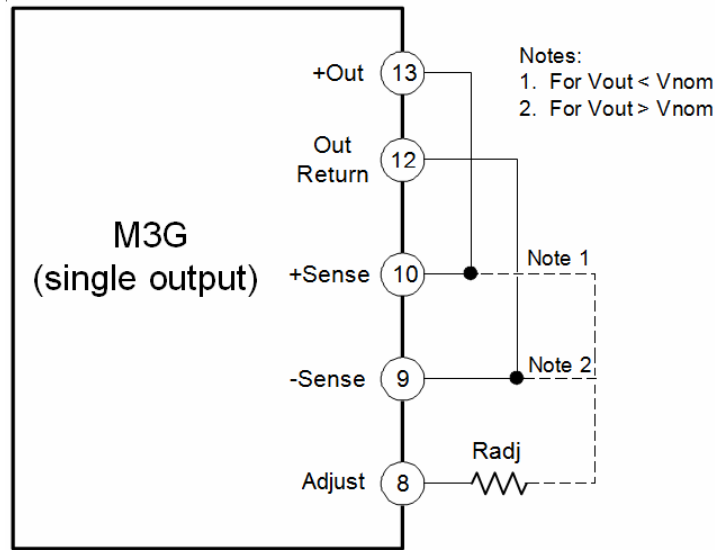 +Out 13
Out
Return 12
M3G
(single output)
+Sense 10
-Sense 9
Adjust 8
Radj
Note 1
Note 2
Notes:
1. For Vout < Vnom
2. For Vout > Vnom